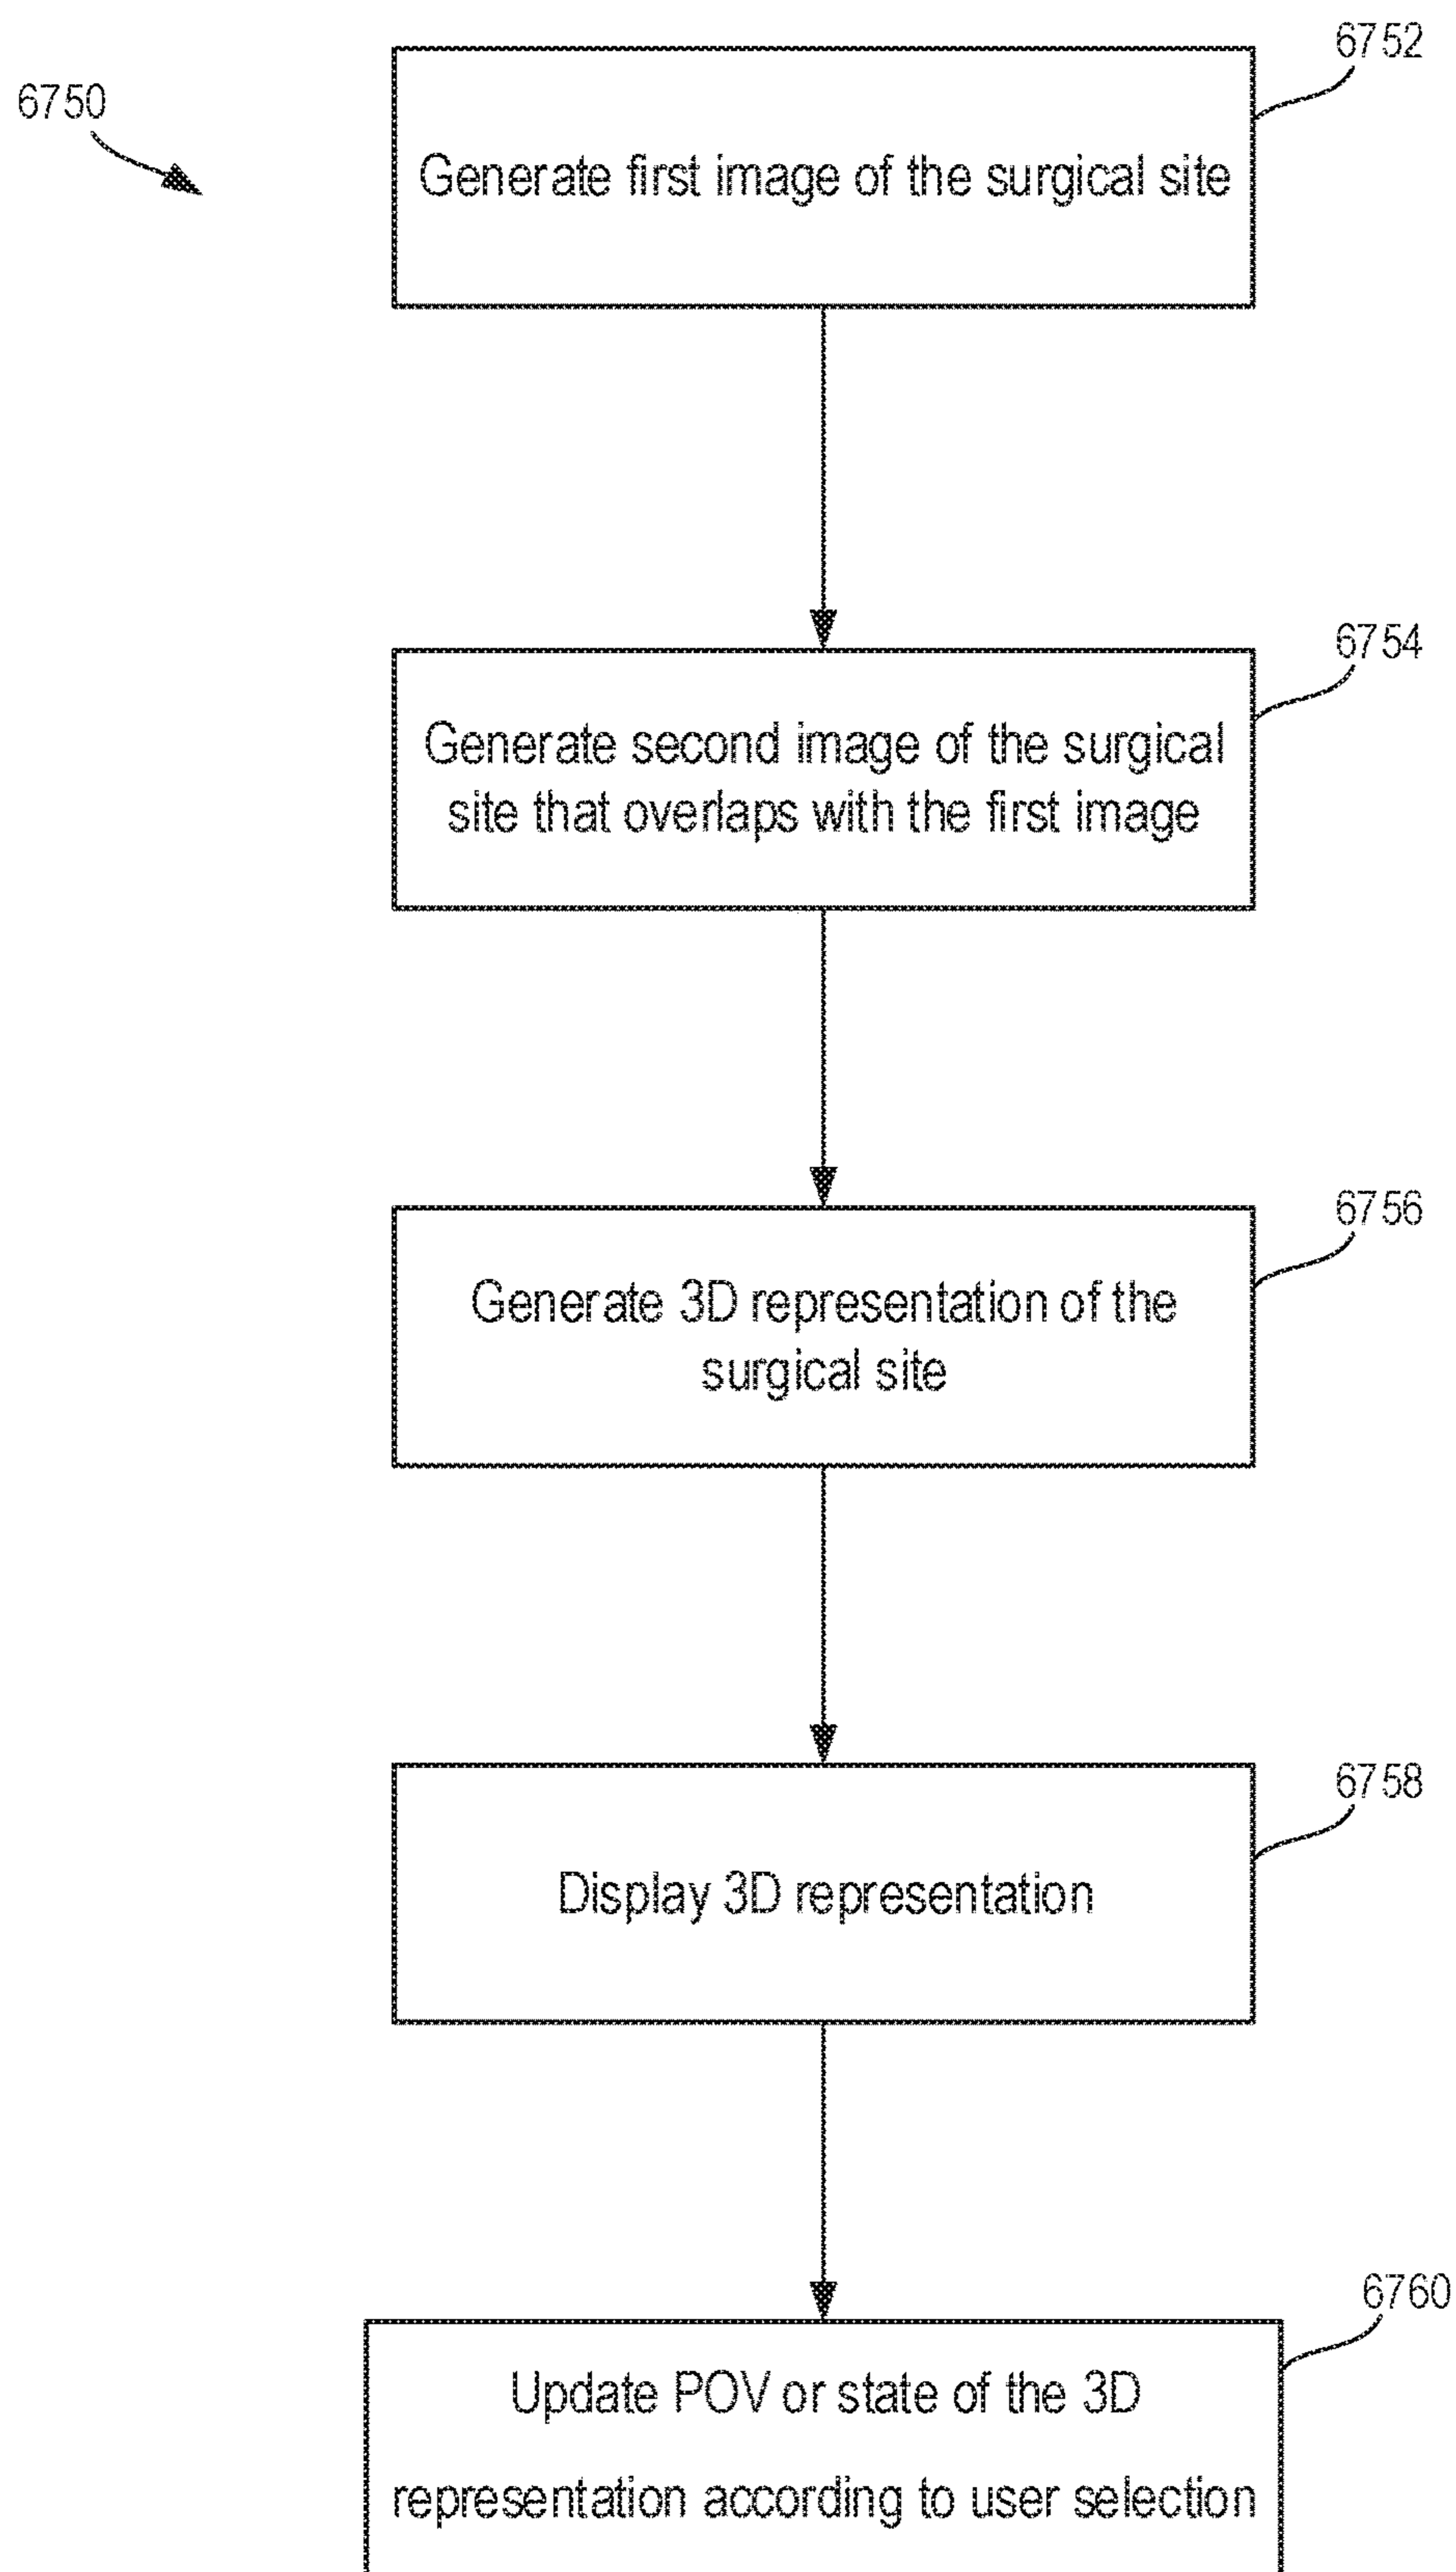 6750
6752
Generate first image of the surgical site
6754
Generate second image of the surgical
site that overlaps with the first image
6756
Generate 3D representation of the
surgical site
6758
Display 3D representation
6760
Update POV or state of the 3D
representation according to user selection